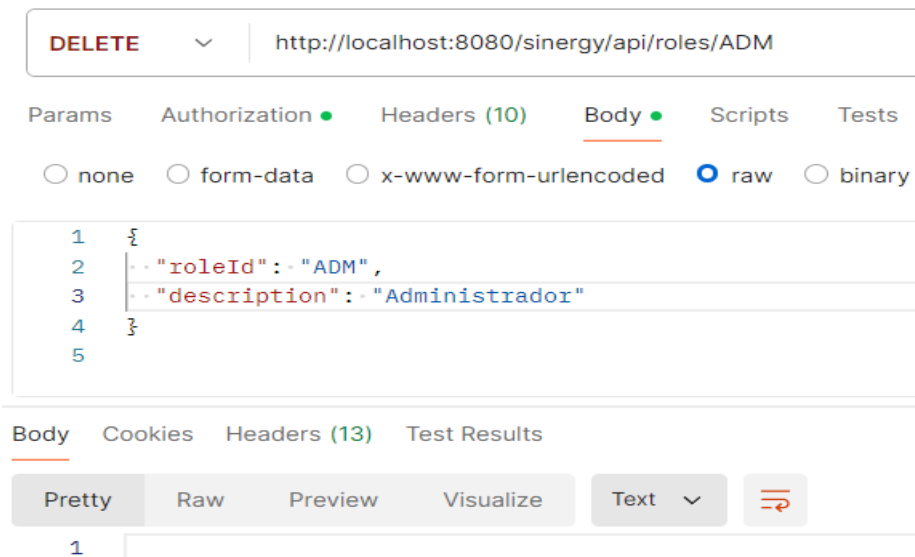 DELETE http://localhost:8080/sinergy/api/roles/ADM
Params Authorization Headers (10) Body Scripts Tests
none form-data x-www-form-urlencoded raw binary
1 {
2 "roleId": "ADM",
3 "description": "Administrador"
4 }
5
Body Cookies Headers (13) Test Results
Pretty Raw Preview Visualize Text
1